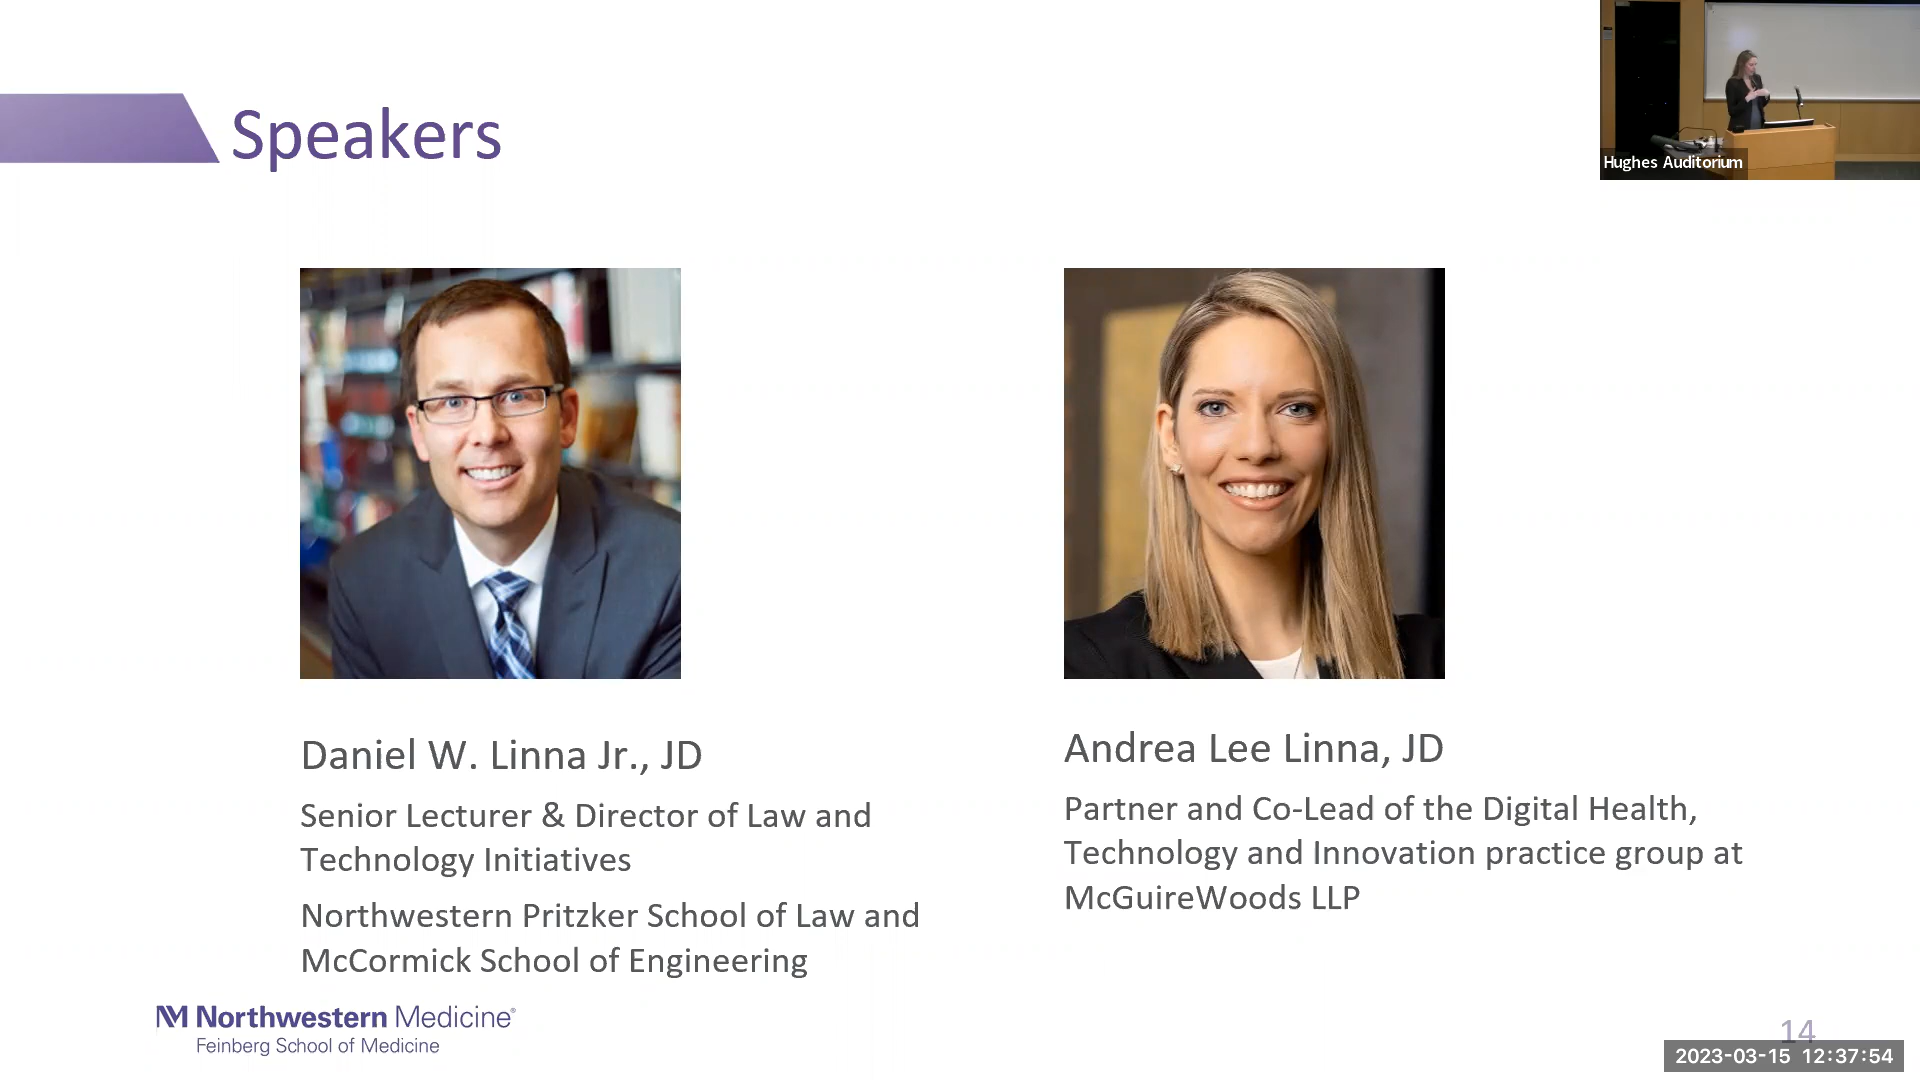 Speakers
Hughes Auditorium
Daniel W. Linna Jr., JD
Senior Lecturer & Director of Law and
Technology Initiatives
Northwestern Pritzker School of Law and
McCormick School of Engineering
Andrea Lee Linna, JD
Partner and Co-Lead of the Digital Health,
Technology and Innovation practice group at
McGuireWoods LLP
NM Northwestern Medicine®
Feinberg School of Medicine
14
2023-03-15 12:37:54